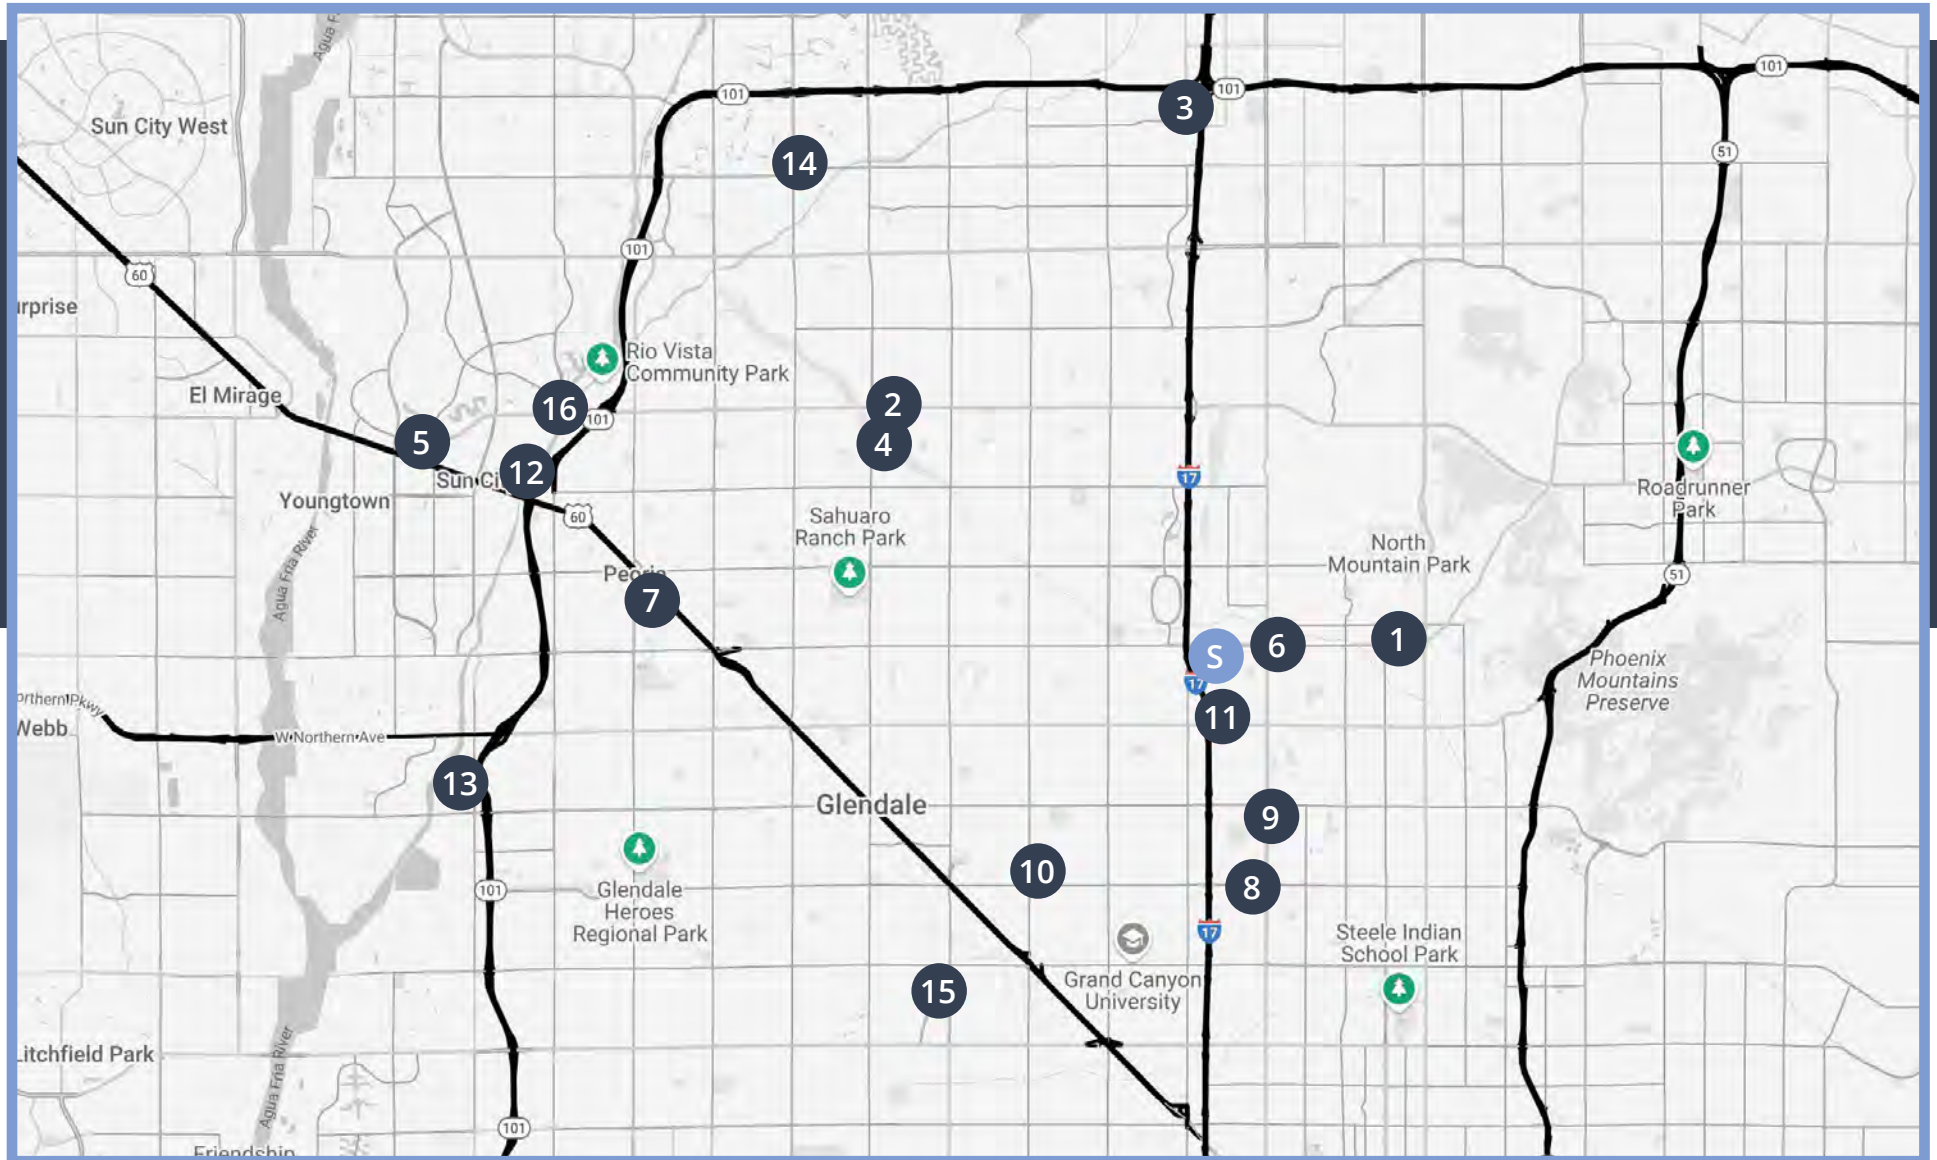 Agua F
101
101
101
3
Sun City West
51
14
101
60
urprise
Rio Vista
Community Park
El Mirage
16
101
2
5
4
12
Sun Ci
17
Roadrunner
Park
Youngtown
60
Sahuaro
Ranch Park
North
Mountain Park
Agua Fria River
Peoria
51
7
1
6
S
17
Phoenix
Mountains
Preserve
orthern Pkwy
11
Webb
W Northern Ave
13
Glendale
9
10
8
101
Glendale
Heroes
Regional Park
17
Steele Indian
School Park
Grand Canyon
University
15
Litchfield Park
Agua Fria River
101
Friendship